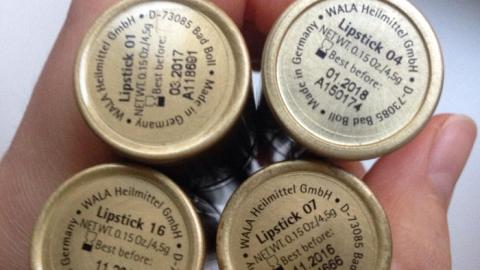 WALA Heilmittel GmbH • D-73085 Bad Boll • Made in Germany •
Lipstick 01
NET WT. 0.15 Oz/4,5g
Best before:
03 2017
A118691
WALA Heilmittel GmbH • D-73085 Bad Boll • Made in Germany •
Lipstick 04
NET WT. 0.15 Oz/4,5g
Best before:
01 2018
A150174
Germany • WALA Heilmittel GmbH • D-73085
Lipstick 16
NET WT. 0.15 Oz/4,5g
Best before:
Germany • WALA Heilmittel GmbH • D-73085 Bad
Lipstick 07
NET WT. 0.15 Oz/4,5g
Best before:
11 2016